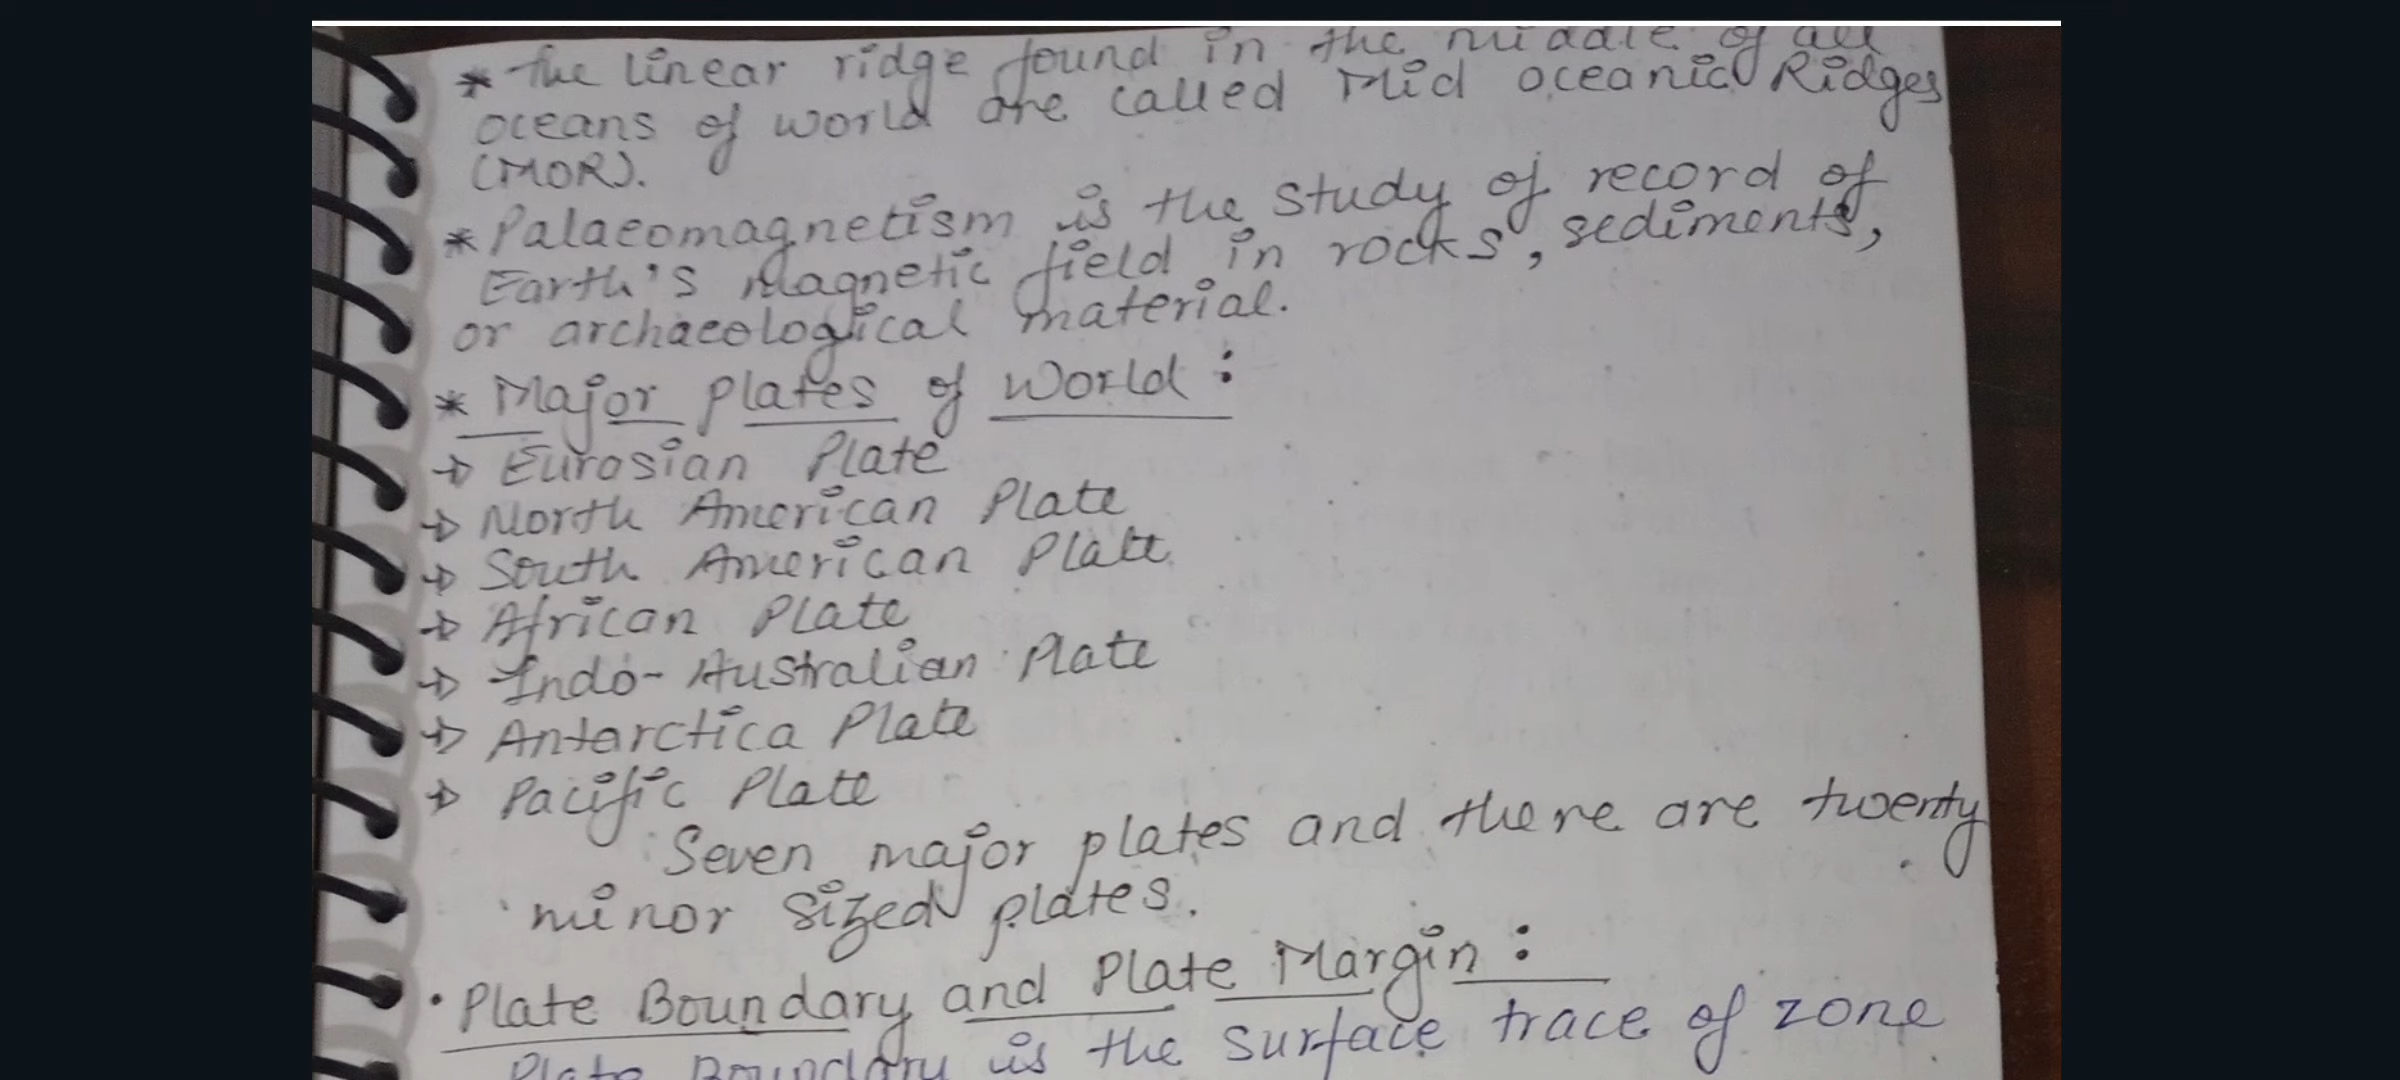 * The linear ridge found in the middle of all
oceans of world are called Mid oceanic Ridges
(MOR).
* Palaeomagnetism is the study of record of
Earth's magnetic field in rocks, sediments,
or archaeological material.
* Major plates of world :
→ Eurosian Plate
→ North American Plate
→ South American Plate
→ African Plate
→ Indo-Australian Plate
→ Antarctica Plate
→ Pacific Plate
Seven major plates and there are twenty
minor sized plates.
• Plate Boundary and Plate Margin :
Plate Boundary is the surface trace of zone